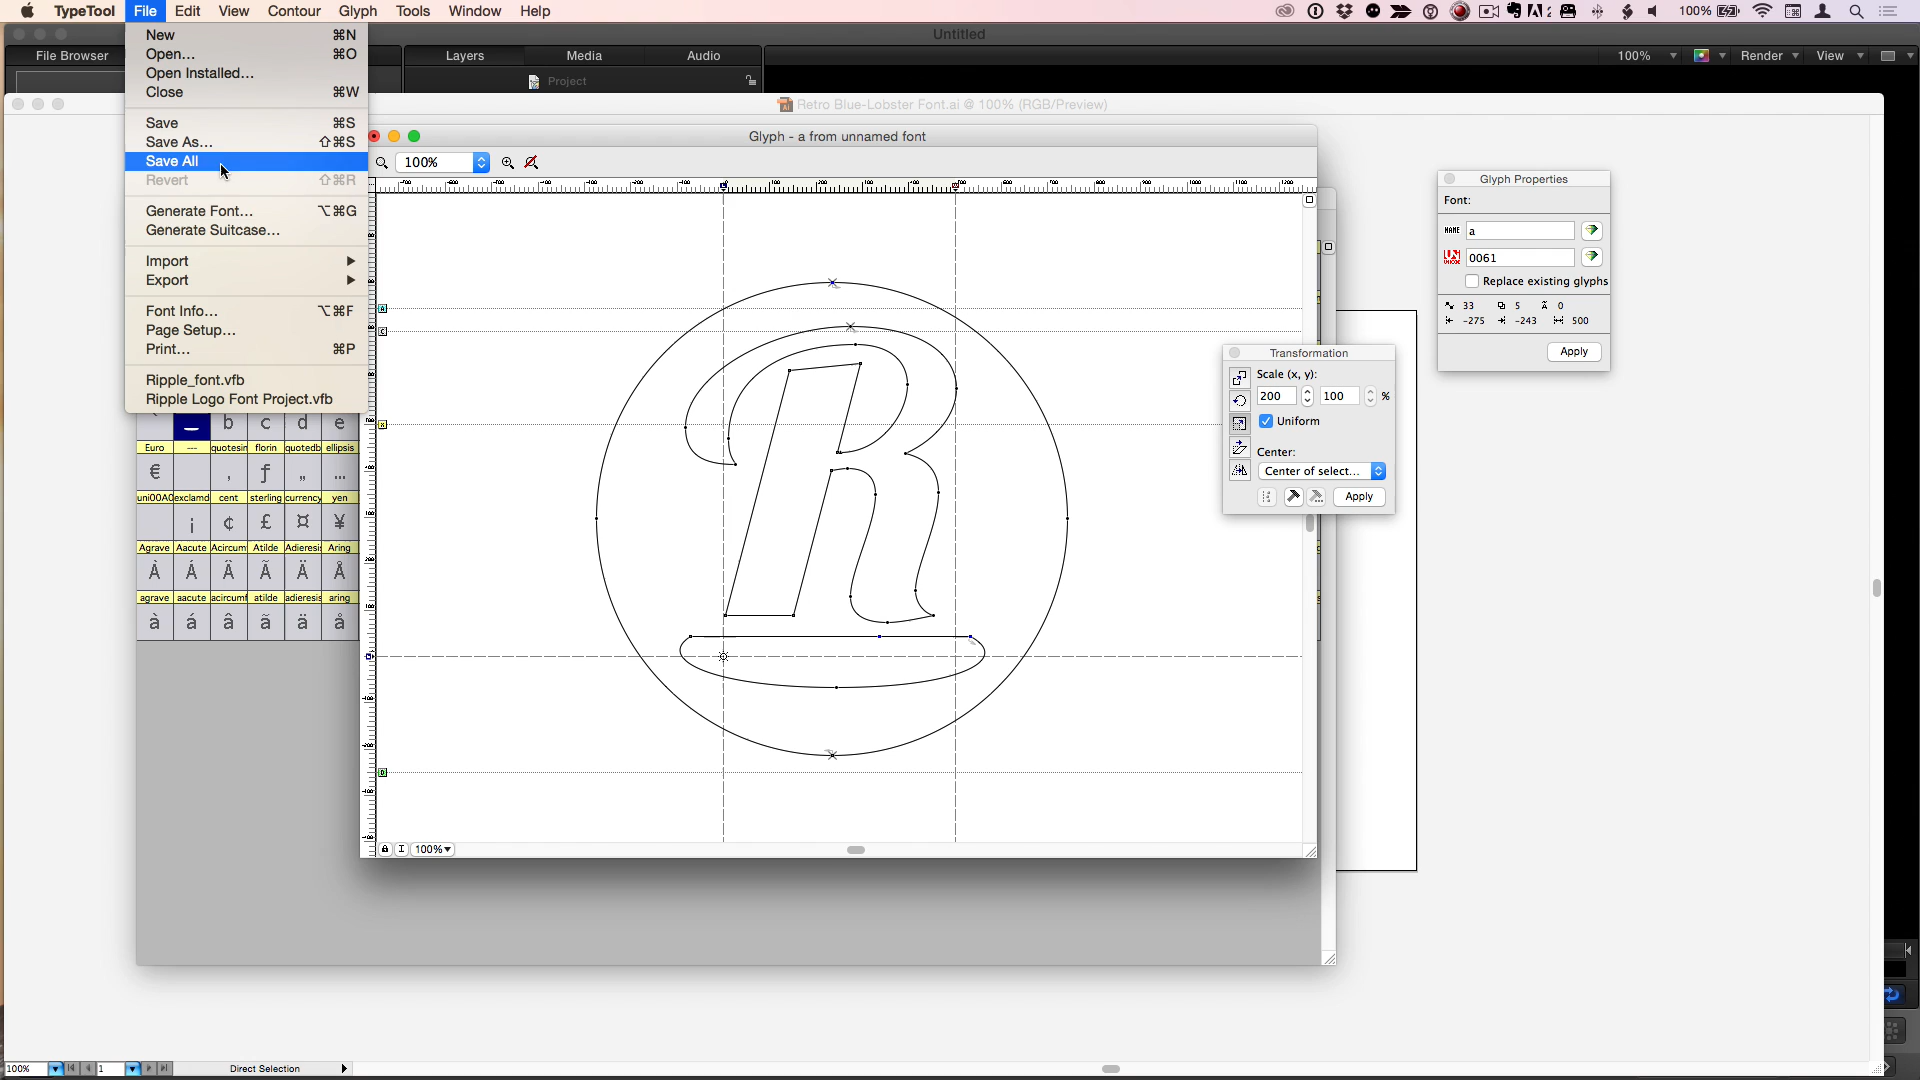 TypeTool File Edit View Contour Glyph Tools Window Help
100%
Untitled
File Browser
Layers Media Audio
100% Render View
Project
Retro Blue-Lobster Font.ai @ 100% (RGB/Preview)
New ⌘N
Open... ⌘O
Open Installed...
Close ⌘W
Save ⌘S
Save As... ⇧⌘S
Save All
Revert ⇧⌘R
Generate Font... ⌥⌘G
Generate Suitcase...
Import
Export
Font Info... ⌥⌘F
Page Setup...
Print... ⌘P
Ripple_font.vfb
Ripple Logo Font Project.vfb
Glyph - a from unnamed font
100%
R
100%
Glyph Properties
Font:
NAME a
0061
Replace existing glyphs
33 5 0
-275 -243 500
Apply
Transformation
Scale (x, y):
200 100 %
Uniform
Center:
Center of select...
Apply
b c d e
Euro --- quotesin florin quotedb ellipsis
€ ‚ ƒ „ …
uni00A0 exclamd cent sterling currency yen
¡ ¢ £ ¤ ¥
Agrave Aacute Acircum Atilde Adieresis Aring
À Á Â Ã Ä Å
agrave aacute acircumf atilde adieresis aring
à á â ã ä å
100% 1 Direct Selection